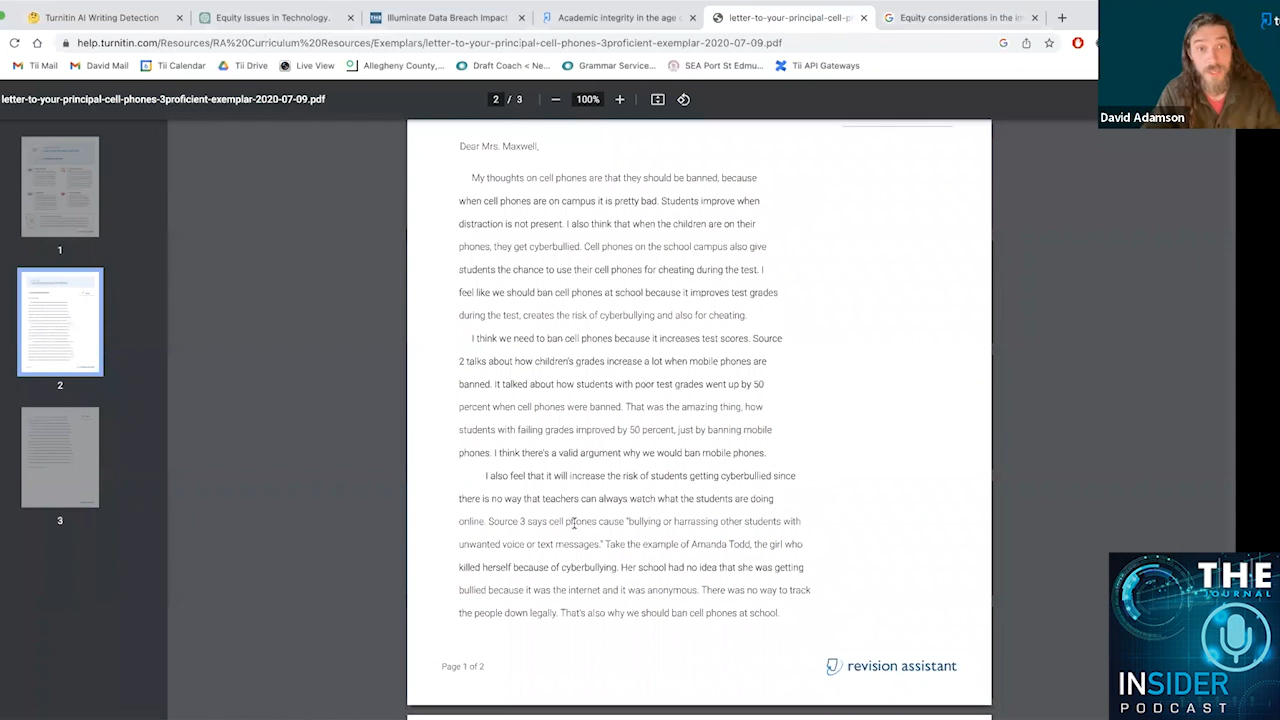 Turnitin AI Writing Detection
Equity Issues in Technology.
Illuminate Data Breach Impact
Academic integrity in the age o
letter-to-your-principal-cell-p
Equity considerations in the im
help.turnitin.com/Resources/RA%20Curriculum%20Resources/Exemplars/letter-to-your-principal-cell-phones-3proficient-exemplar-2020-07-09.pdf
Tii Mail
David Mail
Tii Calendar
Tii Drive
Live View
Allegheny County,...
Draft Coach < Ne...
Grammar Service...
SEA Port St Edmu...
Tii API Gateways
letter-to-your-principal-cell-phones-3proficient-exemplar-2020-07-09.pdf
2 / 3
100%
David Adamson
1
2
3
Dear Mrs. Maxwell,
My thoughts on cell phones are that they should be banned, because
when cell phones are on campus it is pretty bad. Students improve when
distraction is not present. I also think that when the children are on their
phones, they get cyberbullied. Cell phones on the school campus also give
students the chance to use their cell phones for cheating during the test. I
feel like we should ban cell phones at school because it improves test grades
during the test, creates the risk of cyberbullying and also for cheating.
I think we need to ban cell phones because it increases test scores. Source
2 talks about how children's grades increase a lot when mobile phones are
banned. It talked about how students with poor test grades went up by 50
percent when cell phones were banned. That was the amazing thing, how
students with failing grades improved by 50 percent, just by banning mobile
phones. I think there's a valid argument why we would ban mobile phones.
I also feel that it will increase the risk of students getting cyberbullied since
there is no way that teachers can always watch what the students are doing
online. Source 3 says cell phones cause "bullying or harrassing other students with
unwanted voice or text messages." Take the example of Amanda Todd, the girl who
killed herself because of cyberbullying. Her school had no idea that she was getting
bullied because it was the internet and it was anonymous. There was no way to track
the people down legally. That's also why we should ban cell phones at school.
Page 1 of 2
revision assistant
THE
JOURNAL
INSIDER
PODCAST